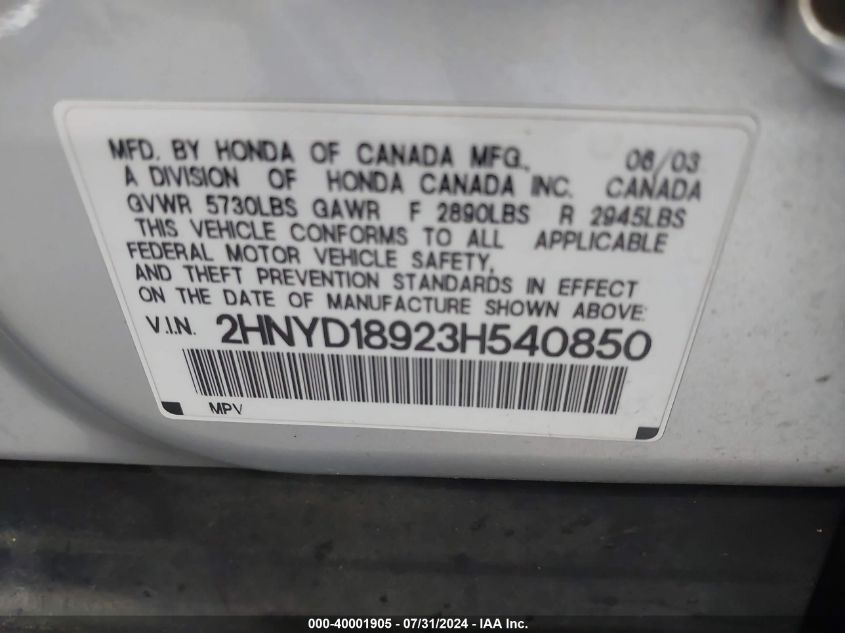 MFD. BY HONDA OF CANADA MFG., 06/03
A DIVISION OF HONDA CANADA INC. CANADA
GVWR 5730LBS GAWR F 2890LBS R 2945LBS
THIS VEHICLE CONFORMS TO ALL APPLICABLE
FEDERAL MOTOR VEHICLE SAFETY,
AND THEFT PREVENTION STANDARDS IN EFFECT
ON THE DATE OF MANUFACTURE SHOWN ABOVE:
V.I.N. 2HNYD18923H540850
MPV
000-40001905 - 07/31/2024 - IAA Inc.